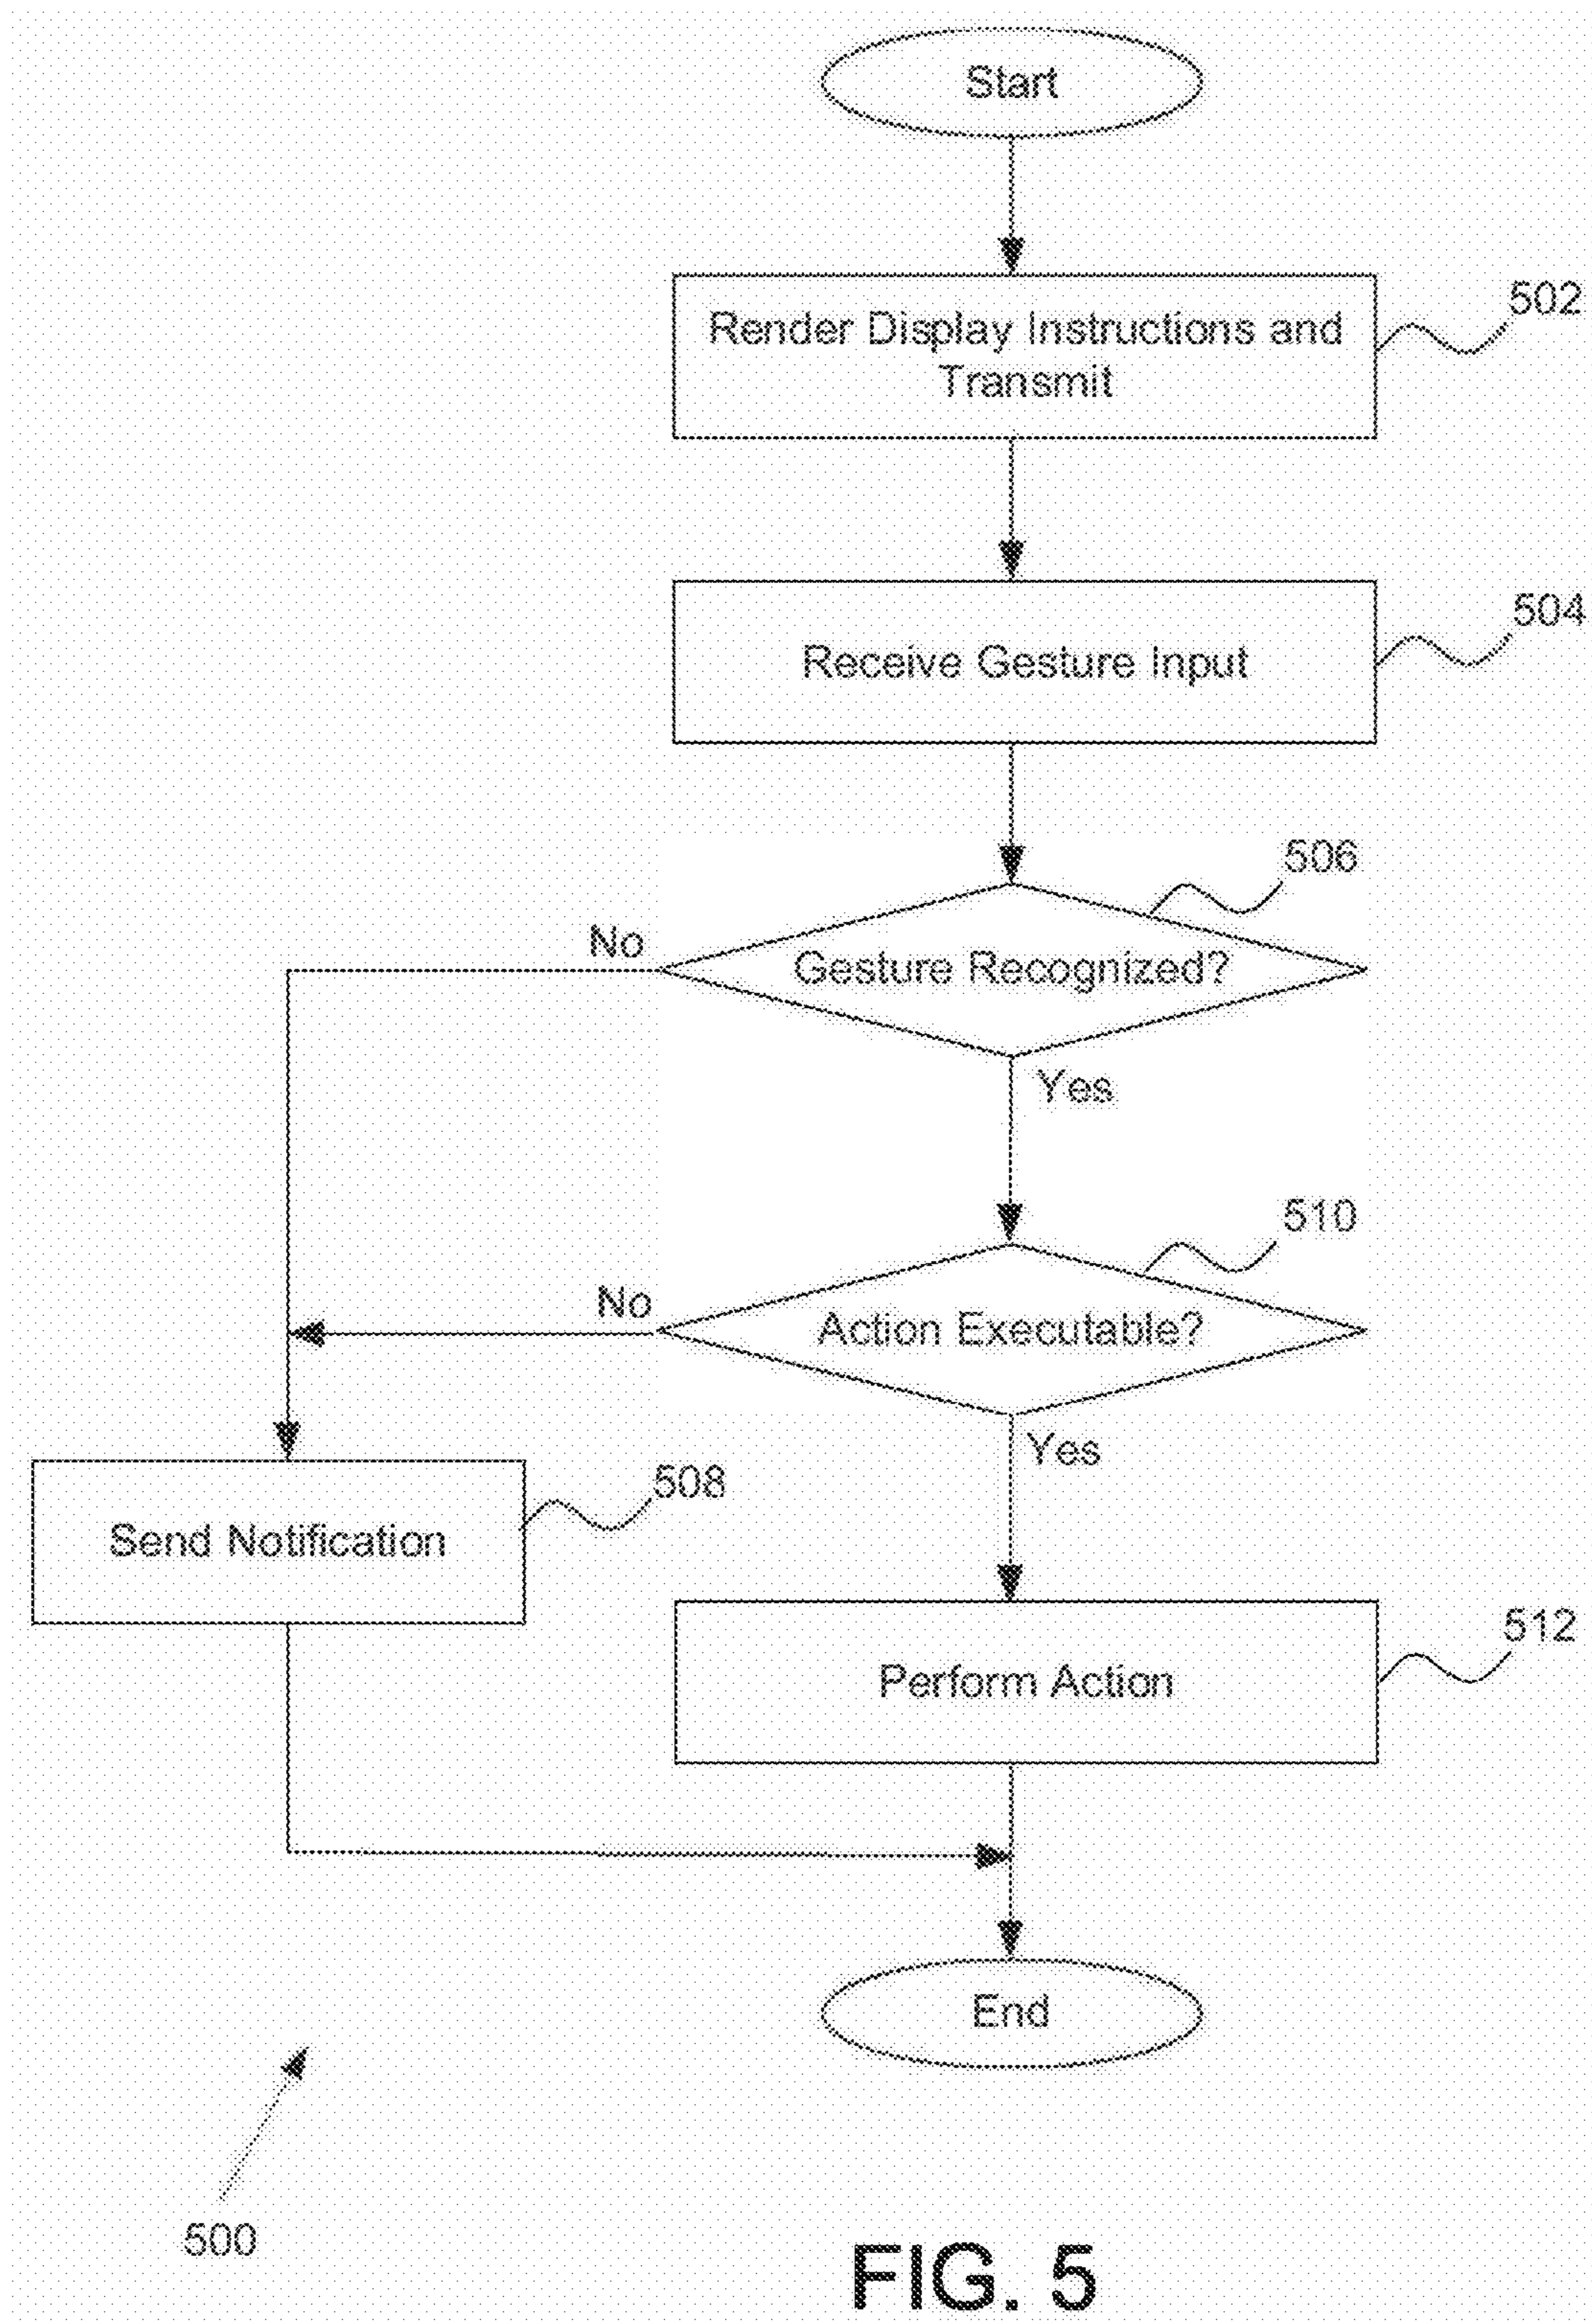 Start
502
Render Display Instructions and
Transmit
504
Receive Gesture Input
506
No
Gesture Recognized?
Yes
510
No
Action Executable?
Yes
508
Send Notification
512
Perform Action
End
500
FIG. 5